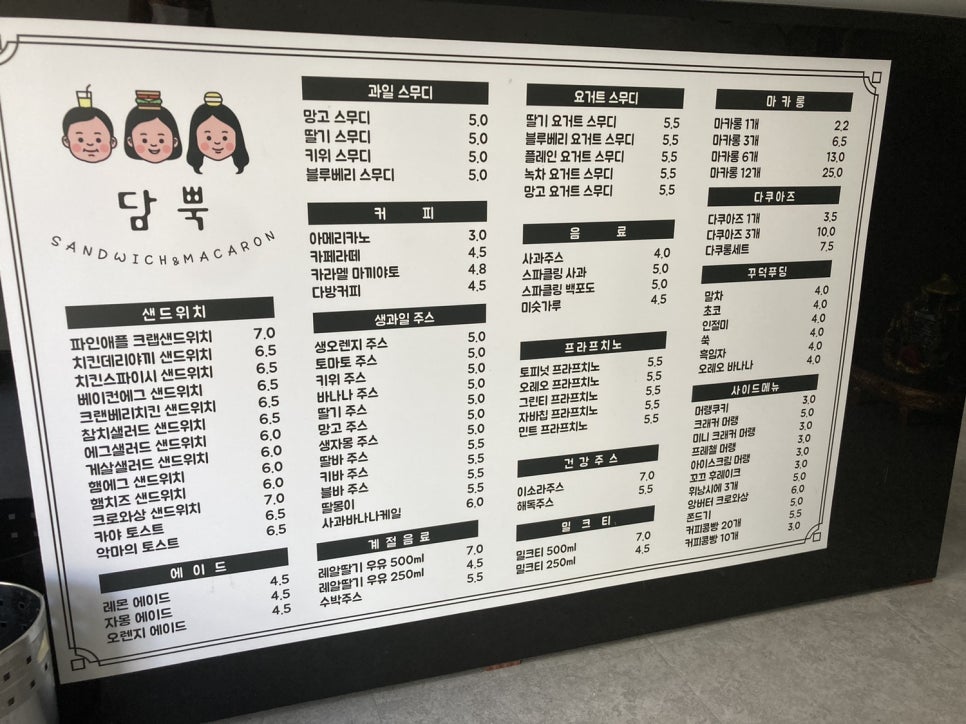 담뿍
SANDWICH & MACARON
샌드위치
파인애플 크랩샌드위치 7.0
치킨데리야끼 샌드위치 6.5
치킨스파이시 샌드위치 6.5
베이컨에그 샌드위치 6.5
크랜베리치킨 샌드위치 6.5
참치샐러드 샌드위치 6.5
에그샐러드 샌드위치 6.0
게살샐러드 샌드위치 6.0
햄에그 샌드위치 6.0
햄치즈 샌드위치 6.0
크로와상 샌드위치 7.0
카야 토스트 6.5
악마의 토스트 6.5
에이드
레몬 에이드 4.5
자몽 에이드 4.5
오렌지 에이드 4.5
과일 스무디
망고 스무디 5.0
딸기 스무디 5.0
키위 스무디 5.0
블루베리 스무디 5.0
커 피
아메리카노 3.0
카페라떼 4.5
카라멜 마끼야토 4.8
다방커피 4.5
생과일 주스
생오렌지 주스 5.0
토마토 주스 5.0
키위 주스 5.0
바나나 주스 5.0
딸기 주스 5.0
망고 주스 5.0
생자몽 주스 5.5
딸바 주스 5.5
키바 주스 5.5
블바 주스 5.5
딸몽이 5.5
사과바나나케일 6.0
계절음료
레알딸기 우유 500ml 7.0
레알딸기 우유 250ml 4.5
수박주스 5.5
요거트 스무디
딸기 요거트 스무디 5.5
블루베리 요거트 스무디 5.5
플레인 요거트 스무디 5.5
녹차 요거트 스무디 5.5
망고 요거트 스무디 5.5
음 료
사과주스 4.0
스파클링 사과 5.0
스파클링 백포도 5.0
미숫가루 4.5
프라프치노
토피넛 프라프치노 5.5
오레오 프라프치노 5.5
그린티 프라프치노 5.5
자바칩 프라프치노 5.5
민트 프라프치노 5.5
건강주스
이소라주스 7.0
해독주스 5.5
밀크티
밀크티 500ml 7.0
밀크티 250ml 4.5
마카롱
마카롱 1개 2.2
마카롱 3개 6.5
마카롱 6개 13.0
마카롱 12개 25.0
다쿠아즈
다쿠아즈 1개 3.5
다쿠아즈 3개 10.0
다쿠롱세트 7.5
꾸덕푸딩
말차 4.0
초코 4.0
인절미 4.0
쑥 4.0
흑임자 4.0
오레오 바나나 4.0
사이드메뉴
머랭쿠키 3.0
크래커 머랭 5.0
미니 크래커 머랭 3.0
프레첼 머랭
아이스크림 머랭
꼬끄 후레이크
휘낭시에 3개
앙버터 크로와상
쫀드기
커피콩빵 20개 5.5
커피콩빵 10개 3.0